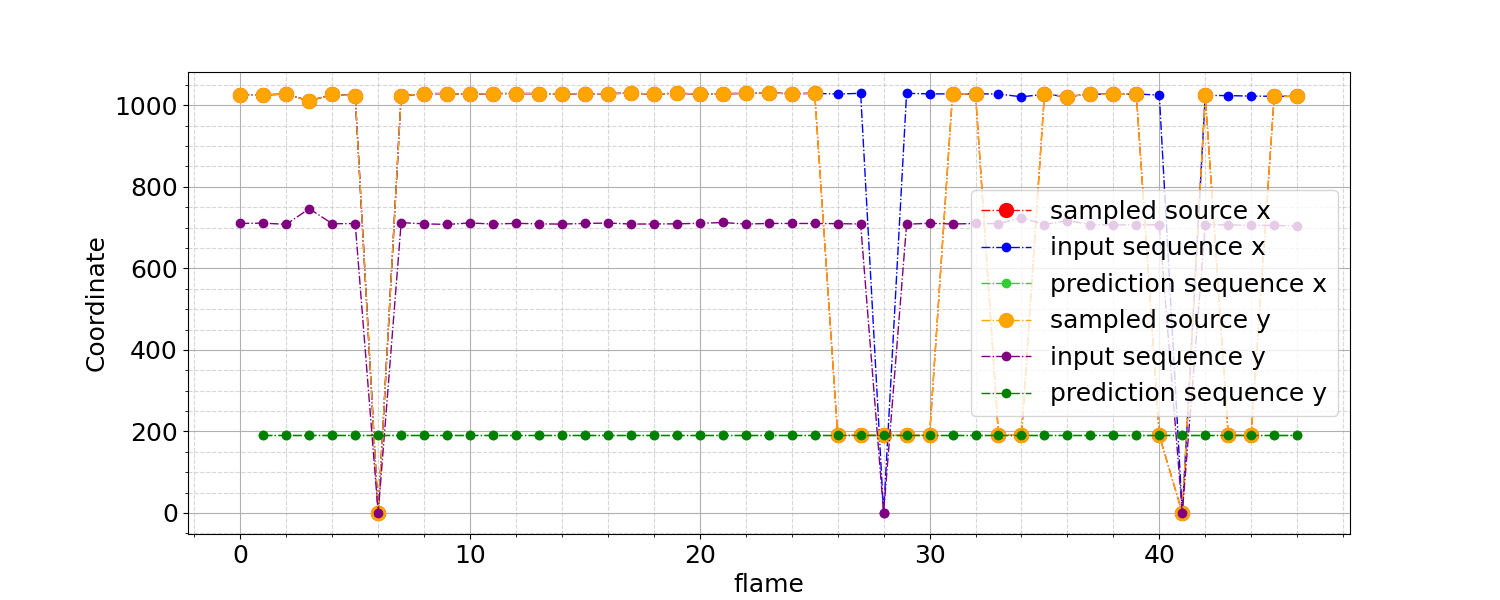 1000
800
600
400
200
0
Coordinate
sampled source x
input sequence x
prediction sequence x
sampled source y
input sequence y
prediction sequence y
0 10 20 30 40
flame